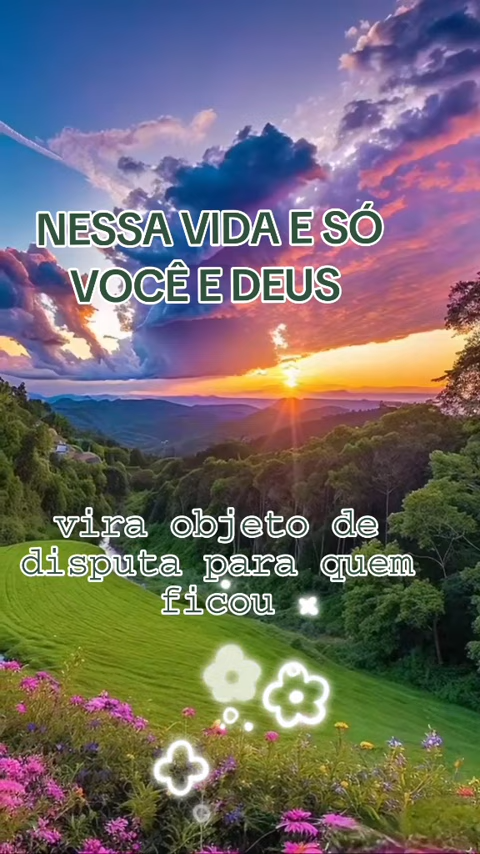 NESSA VIDA E SÓ
VOCÊ E DEUS
vira objeto de
disputa para quem
ficou